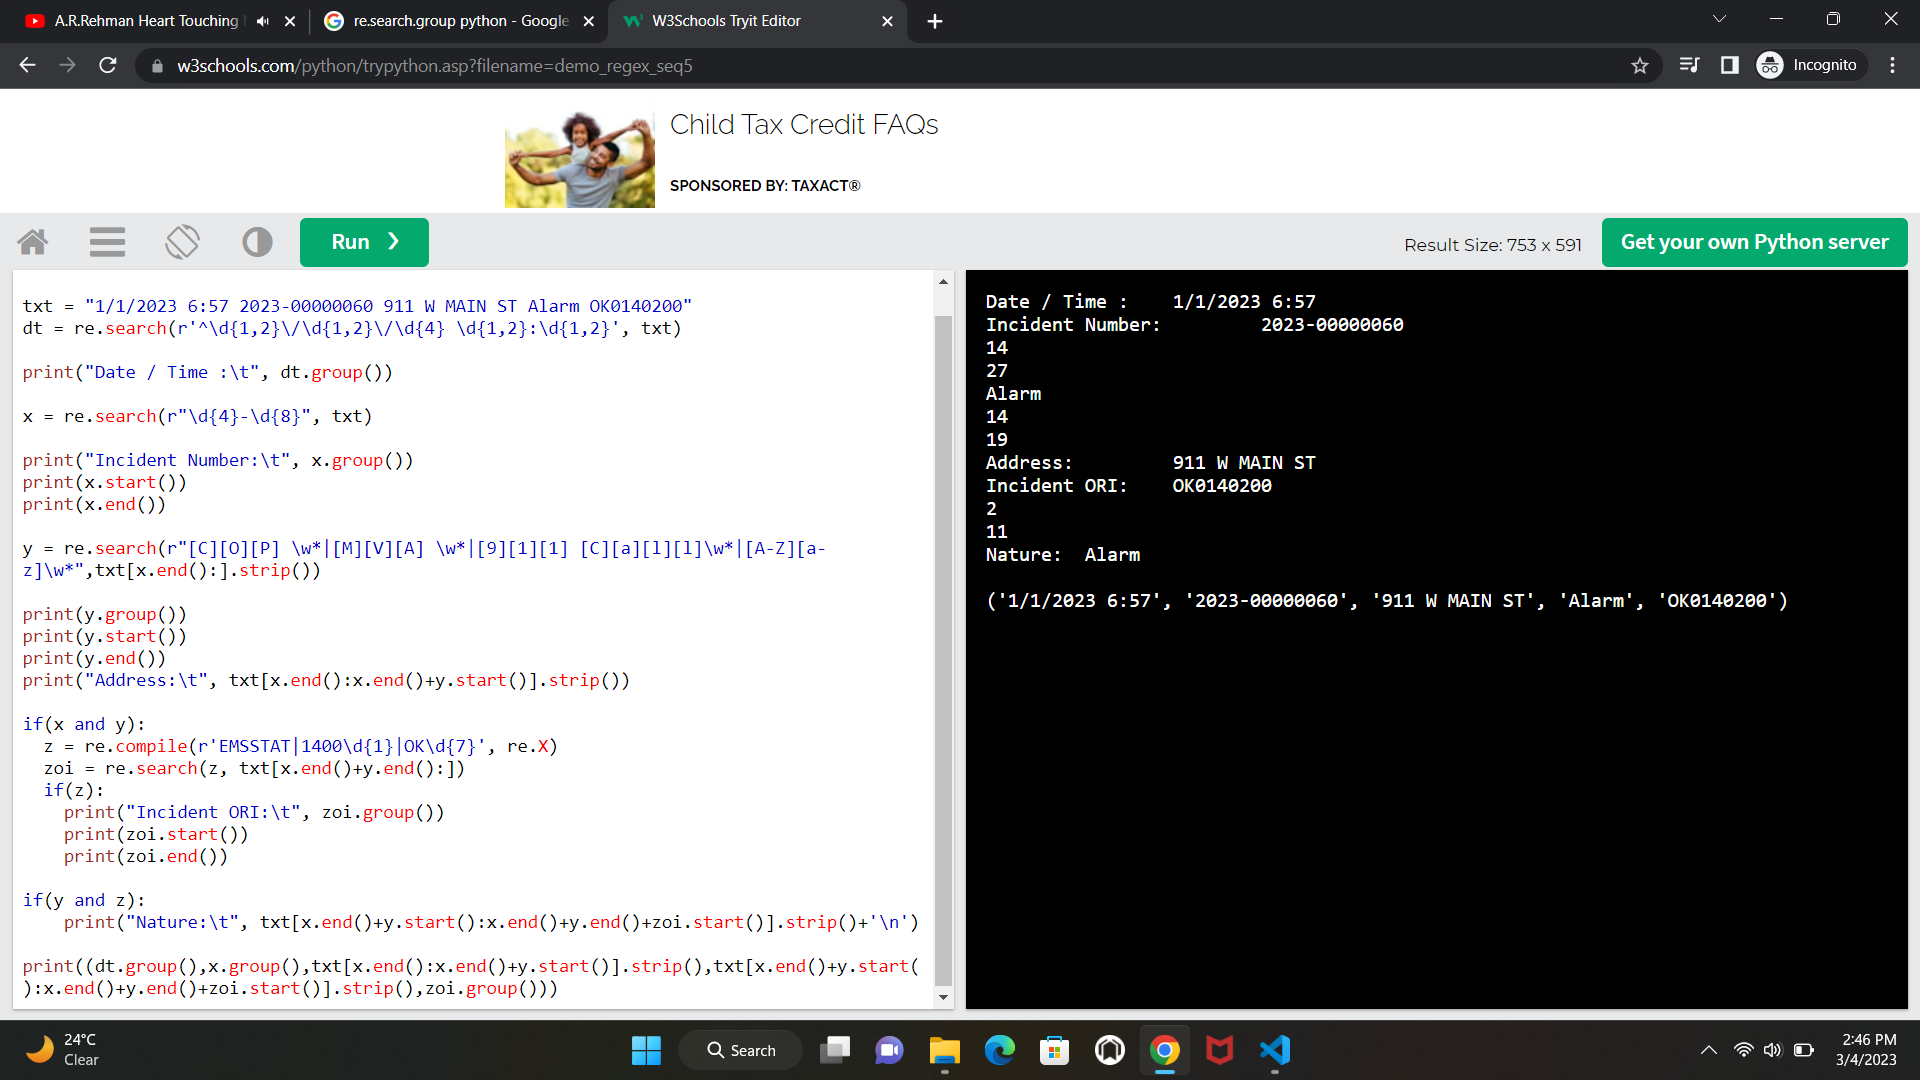 A.R.Rehman Heart Touching
re.search.group python - Google
W3Schools Tryit Editor
w3schools.com/python/trypython.asp?filename=demo_regex_seq5
Incognito
Child Tax Credit FAQs
SPONSORED BY: TAXACT®
Run ❯
Result Size: 753 x 591
Get your own Python server
txt = "1/1/2023 6:57 2023-00000060 911 W MAIN ST Alarm OK0140200"
dt = re.search(r'^\d{1,2}\/\d{1,2}\/\d{4} \d{1,2}:\d{1,2}', txt)
print("Date / Time :\t", dt.group())
x = re.search(r"\d{4}-\d{8}", txt)
print("Incident Number:\t", x.group())
print(x.start())
print(x.end())
y = re.search(r"[C][O][P] \w*|[M][V][A] \w*|[9][1][1] [C][a][l][l]\w*|[A-Z][a-
z]\w*",txt[x.end():].strip())
print(y.group())
print(y.start())
print(y.end())
print("Address:\t", txt[x.end():x.end()+y.start()].strip())
if(x and y):
  z = re.compile(r'EMSSTAT|1400\d{1}|OK\d{7}', re.X)
  zoi = re.search(z, txt[x.end()+y.end():])
  if(z):
    print("Incident ORI:\t", zoi.group())
    print(zoi.start())
    print(zoi.end())
if(y and z):
    print("Nature:\t", txt[x.end()+y.start():x.end()+y.end()+zoi.start()].strip()+'\n')
print((dt.group(),x.group(),txt[x.end():x.end()+y.start()].strip(),txt[x.end()+y.start(
):x.end()+y.end()+zoi.start()].strip(),zoi.group()))
Date / Time :    1/1/2023 6:57
Incident Number:         2023-00000060
14
27
Alarm
14
19
Address:         911 W MAIN ST
Incident ORI:    OK0140200
2
11
Nature:  Alarm
('1/1/2023 6:57', '2023-00000060', '911 W MAIN ST', 'Alarm', 'OK0140200')
24°C
Clear
Search
2:46 PM
3/4/2023